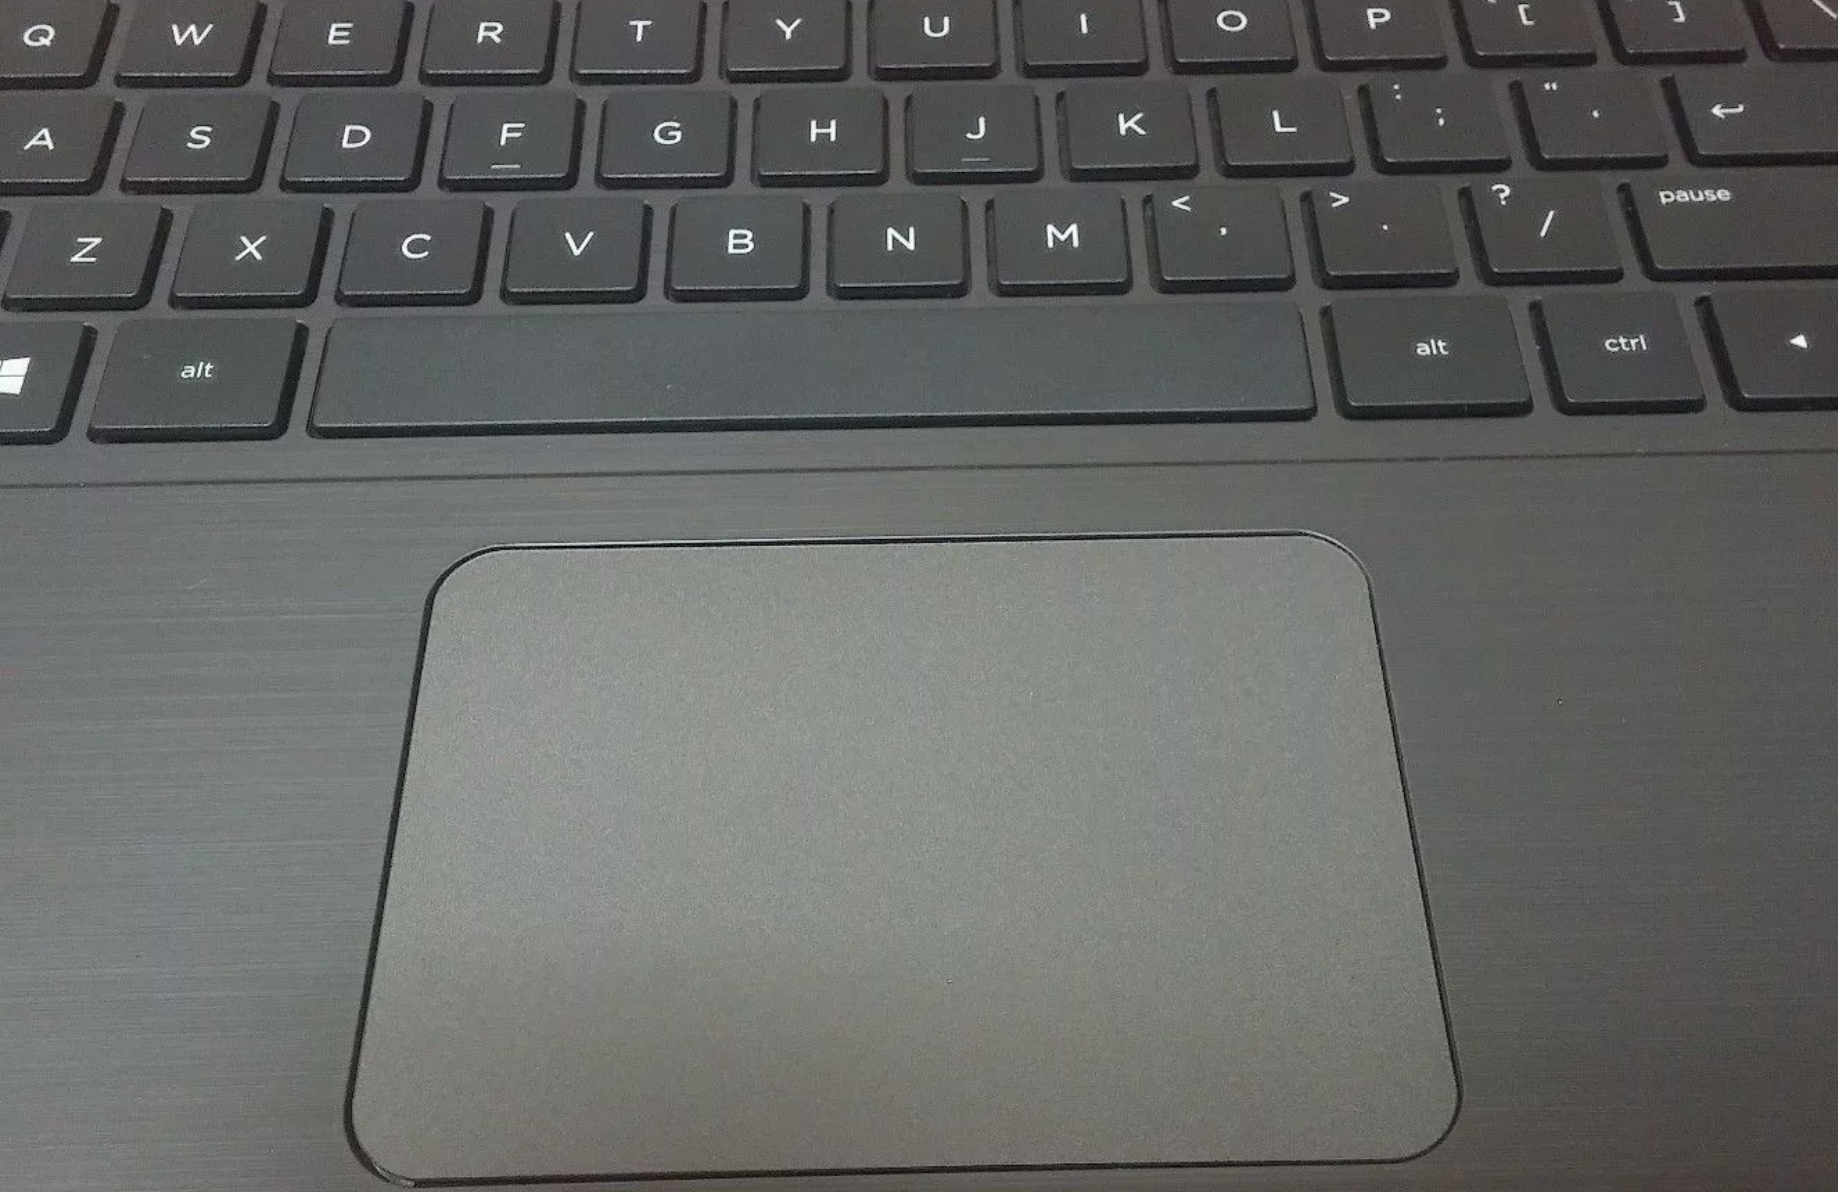 Q W E R T Y U I O P [ ]
A S D F G H J K L : ; " '
Z X C V B N M < , > . ? / pause
alt alt ctrl